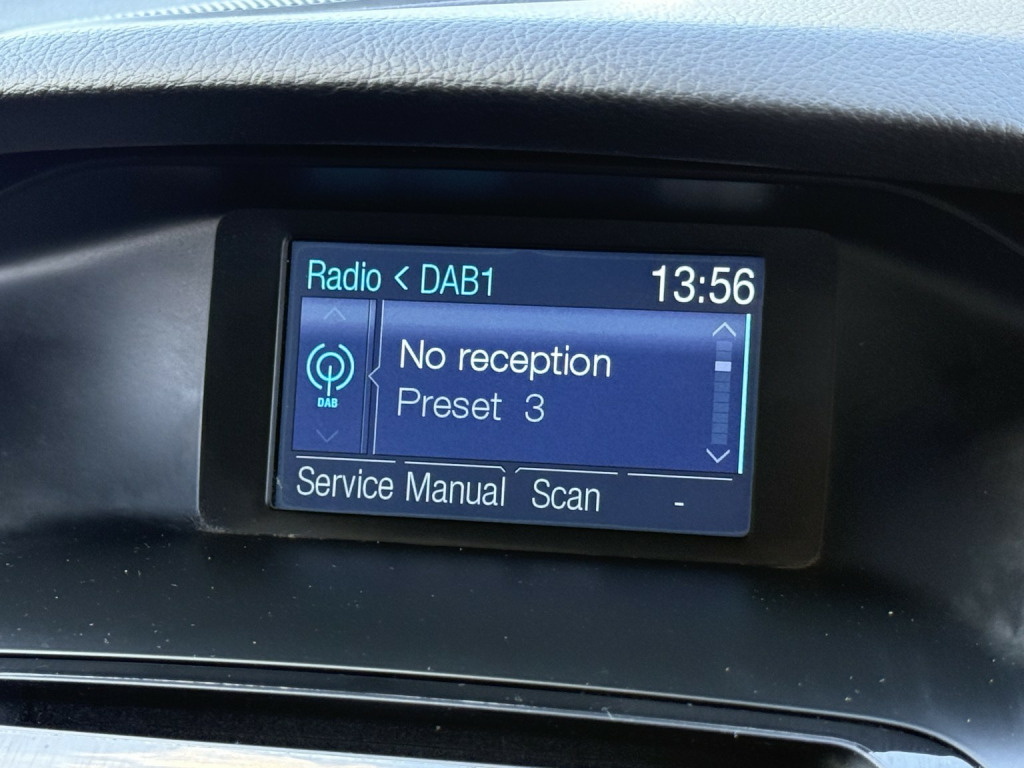 Radio < DAB1 13:56
No reception
DAB
Preset 3
Service Manual Scan -